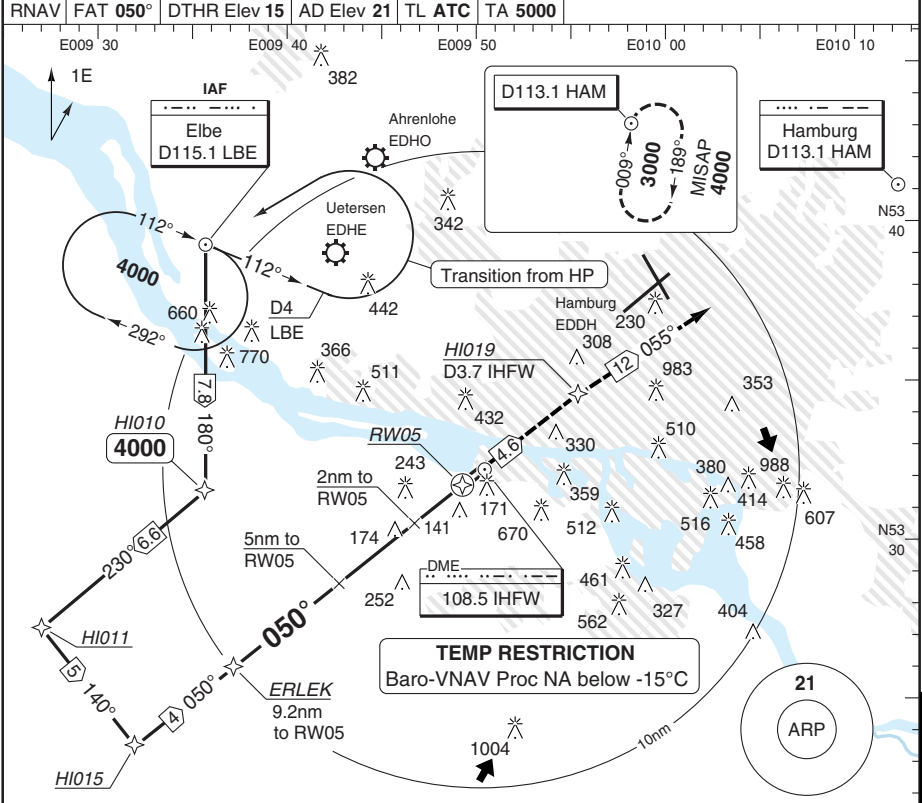 RNAV FAT 050° DTHR Elev 15 AD Elev 21 TL ATC TA 5000
E009 30 E009 40 E009 50 E010 00 E010 10
1E
382
IAF
Elbe
D115.1 LBE
Ahrenlohe
EDHO
Uetersen
EDHE
D113.1 HAM
009°
3000
189°
MISAP
4000
Hamburg
D113.1 HAM
N53
40
342
112°
4000
292°
112°
D4
LBE
442
Transition from HP
660
770
366
511
Hamburg
EDDH
230
308
055°
12
HI019
D3.7 IHFW
983
353
432
7.8
180°
HI010
4000
RW05
4.6
330
510
380
988
414
607
243
2nm to
RW05
171
359
516
458
N53
30
174
141
670
512
5nm to
RW05
230°
6.6
DME
108.5 IHFW
252
461
327
562
404
HI011
050°
5
140°
TEMP RESTRICTION
Baro-VNAV Proc NA below -15°C
4
050°
ERLEK
9.2nm
to RW05
21
ARP
1004
10nm
HI015